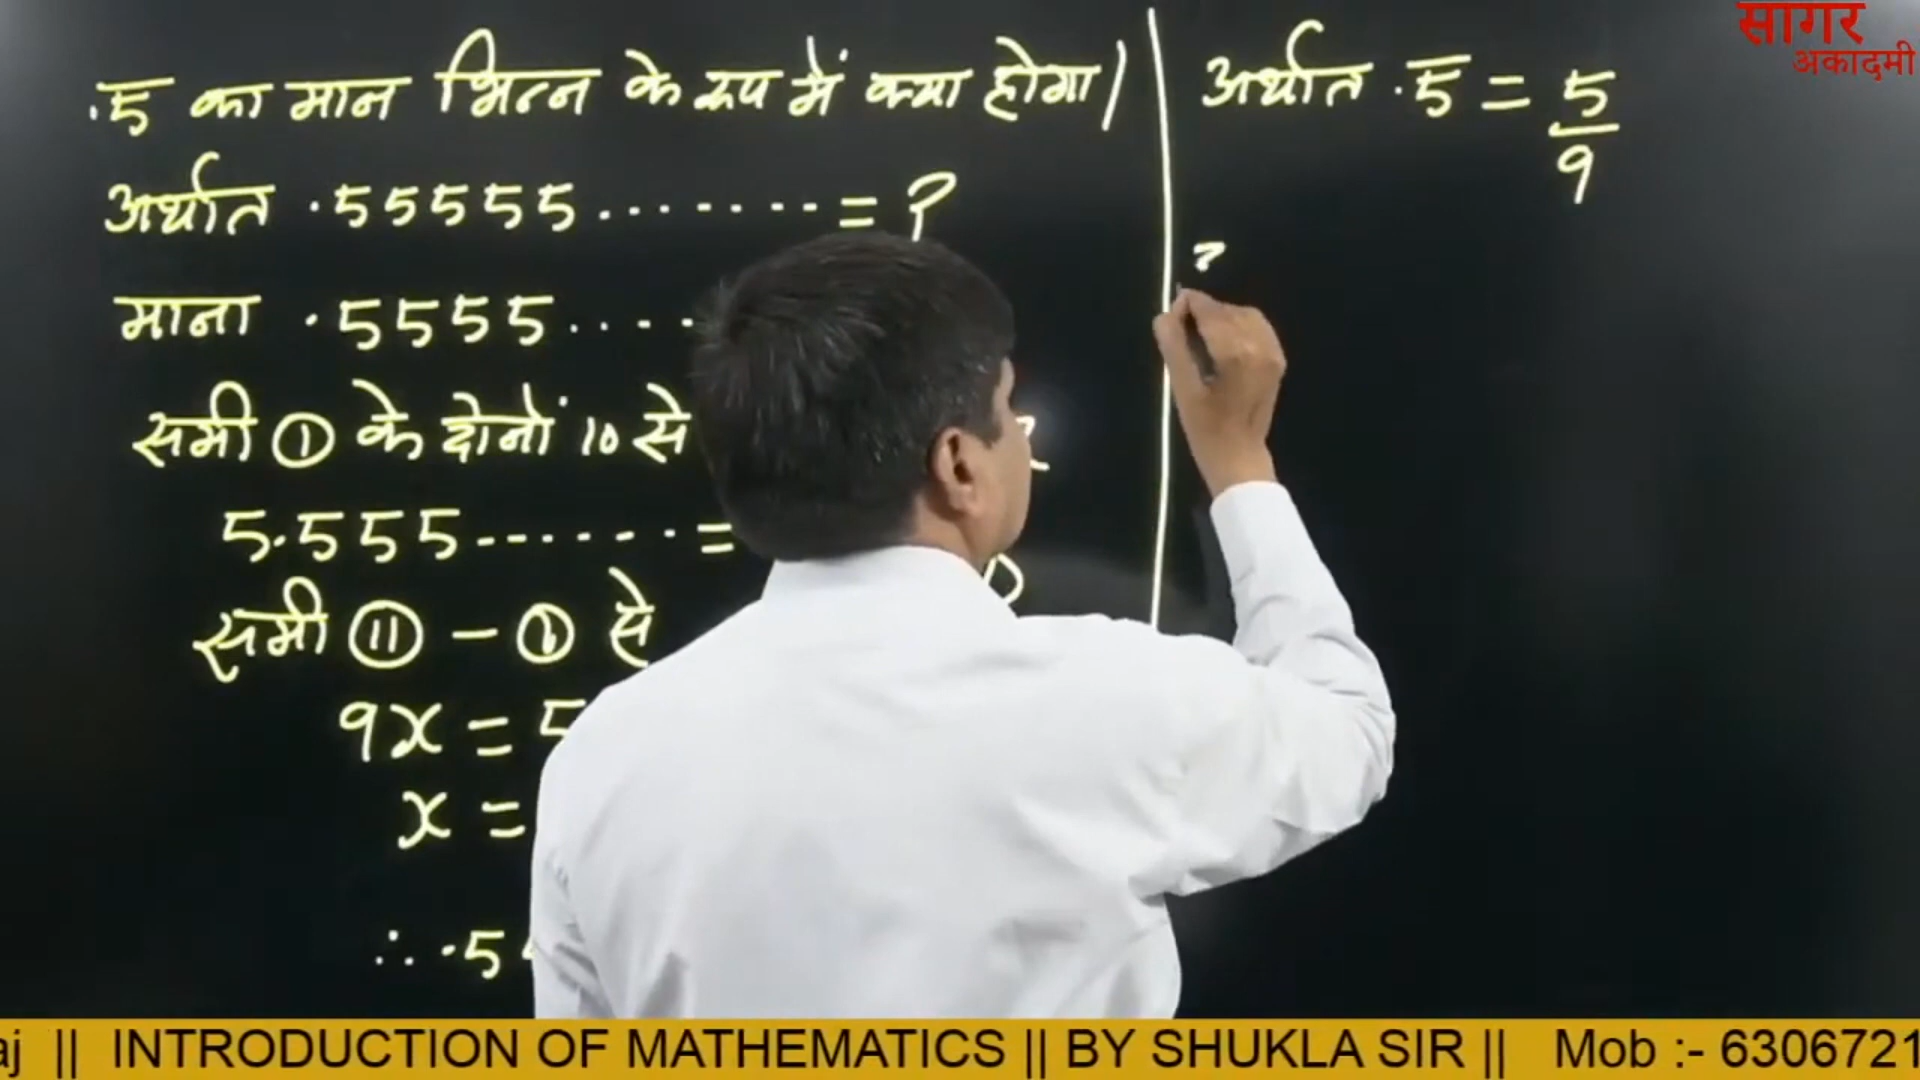 .5̅ का मान भिन्न के रूप में क्या होगा|
अर्थात .55555........ = ?
माना .5555.....
समी ① के दोनों 10 से
5.555------- =
समी ⑪ - ① से
9x = 5
x =
∴ .5
अर्थात .5̅ = 5/9
सागर
अकादमी
aj || INTRODUCTION OF MATHEMATICS || BY SHUKLA SIR || Mob :- 6306721